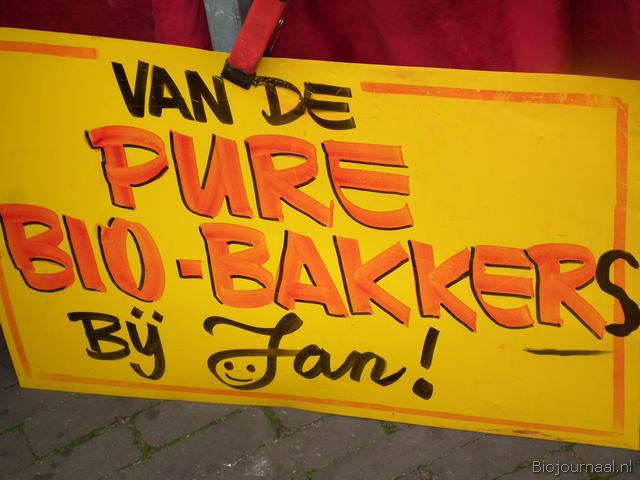 VAN DE
PURE
BIO-BAKKERS
Bij Jan!
Biojournaal.nl